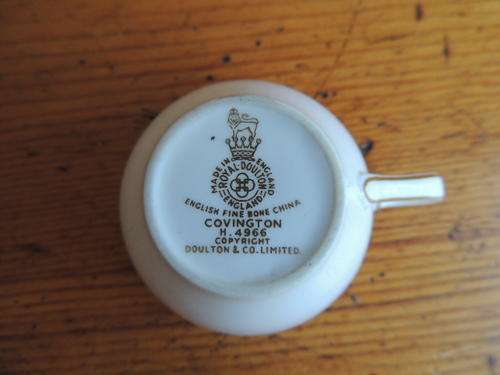 MADE IN ENGLAND
ROYAL·DOULTON
ENGLAND
ENGLISH FINE BONE CHINA
COVINGTON
H. 4966
COPYRIGHT
DOULTON & CO. LIMITED.